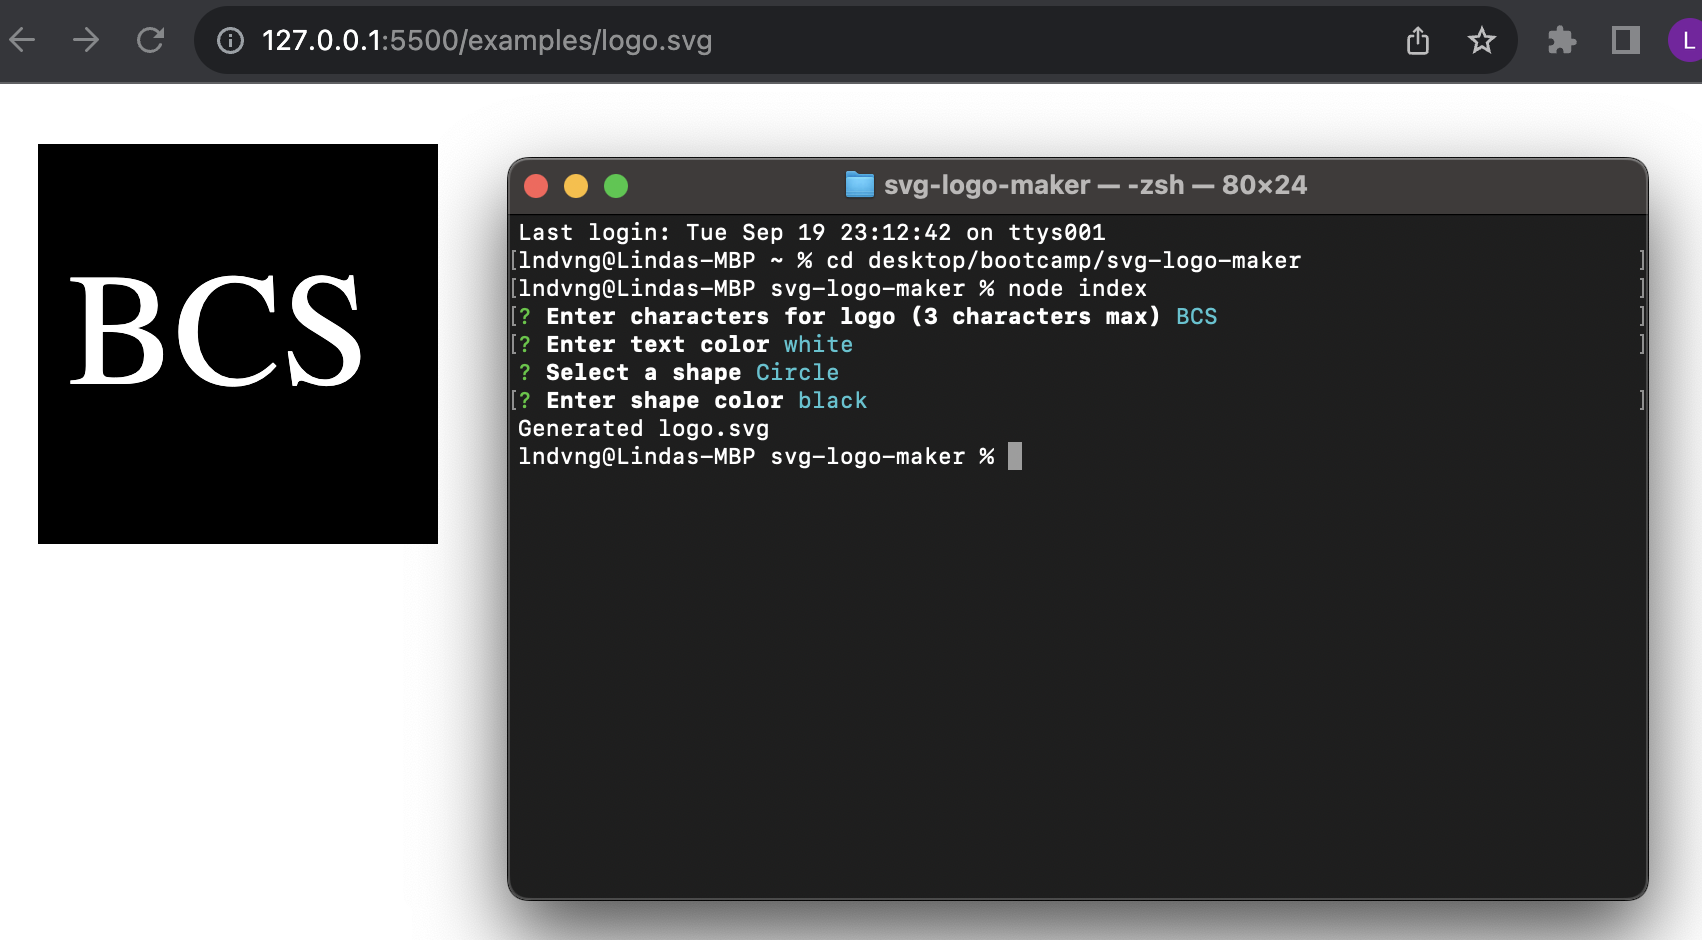 127.0.0.1:5500/examples/logo.svg
L
BCS
svg-logo-maker — -zsh — 80×24
Last login: Tue Sep 19 23:12:42 on ttys001
[lndvng@Lindas-MBP ~ % cd desktop/bootcamp/svg-logo-maker ]
[lndvng@Lindas-MBP svg-logo-maker % node index ]
[? Enter characters for logo (3 characters max) BCS ]
[? Enter text color white ]
? Select a shape Circle
[? Enter shape color black ]
Generated logo.svg
lndvng@Lindas-MBP svg-logo-maker %